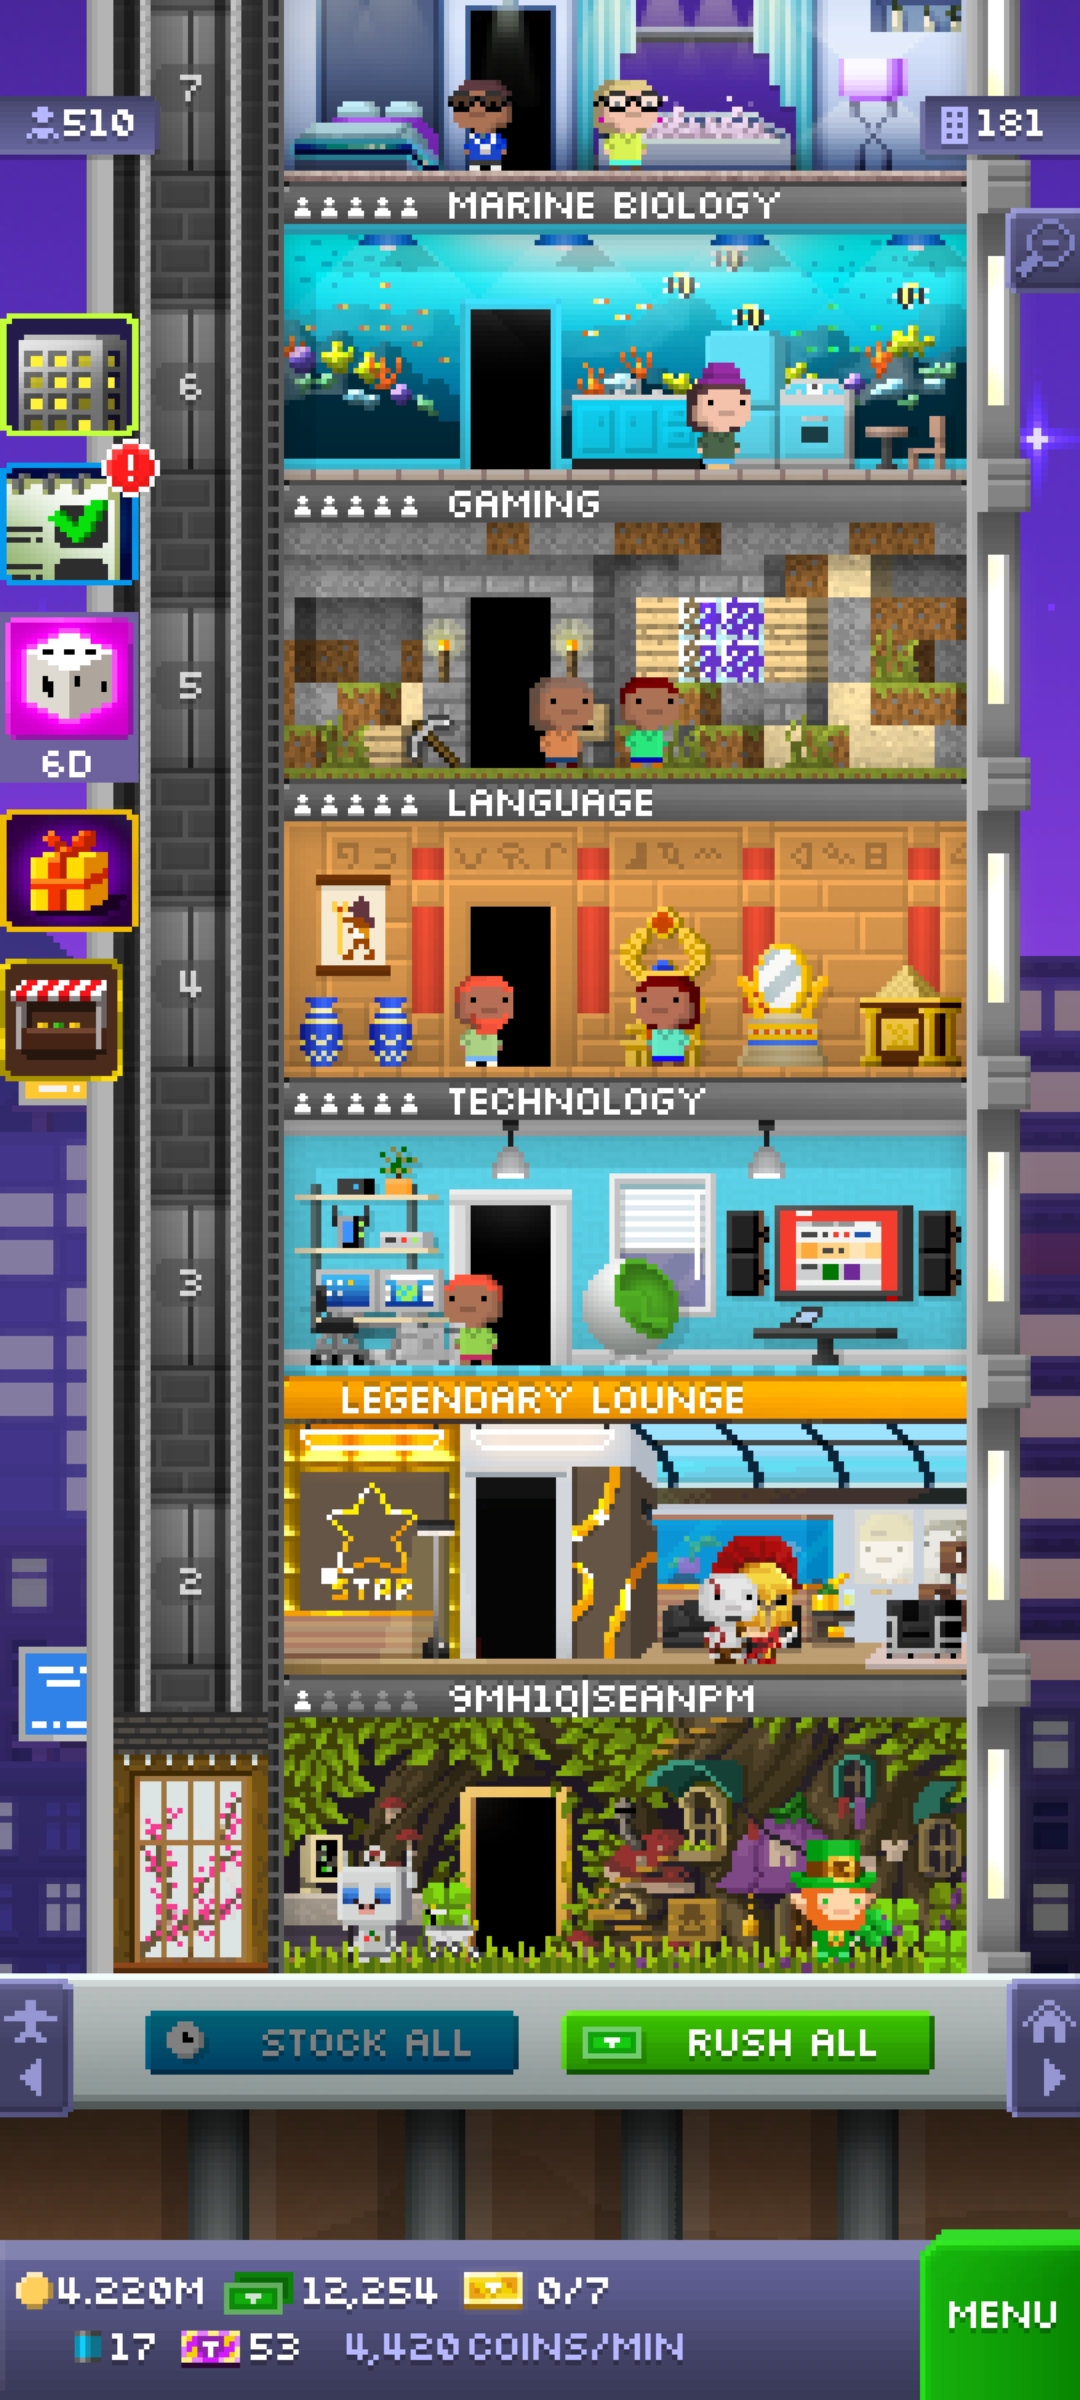 7
510
181
MARINE BIOLOGY
6
GAMING
5
6D
LANGUAGE
4
TECHNOLOGY
3
LEGENDARY LOUNGE
STAR
2
9MH1Q|SEANPM
STOCK ALL
RUSH ALL
4.220M 12,254 0/7
17 53 4,420 COINS/MIN
MENU